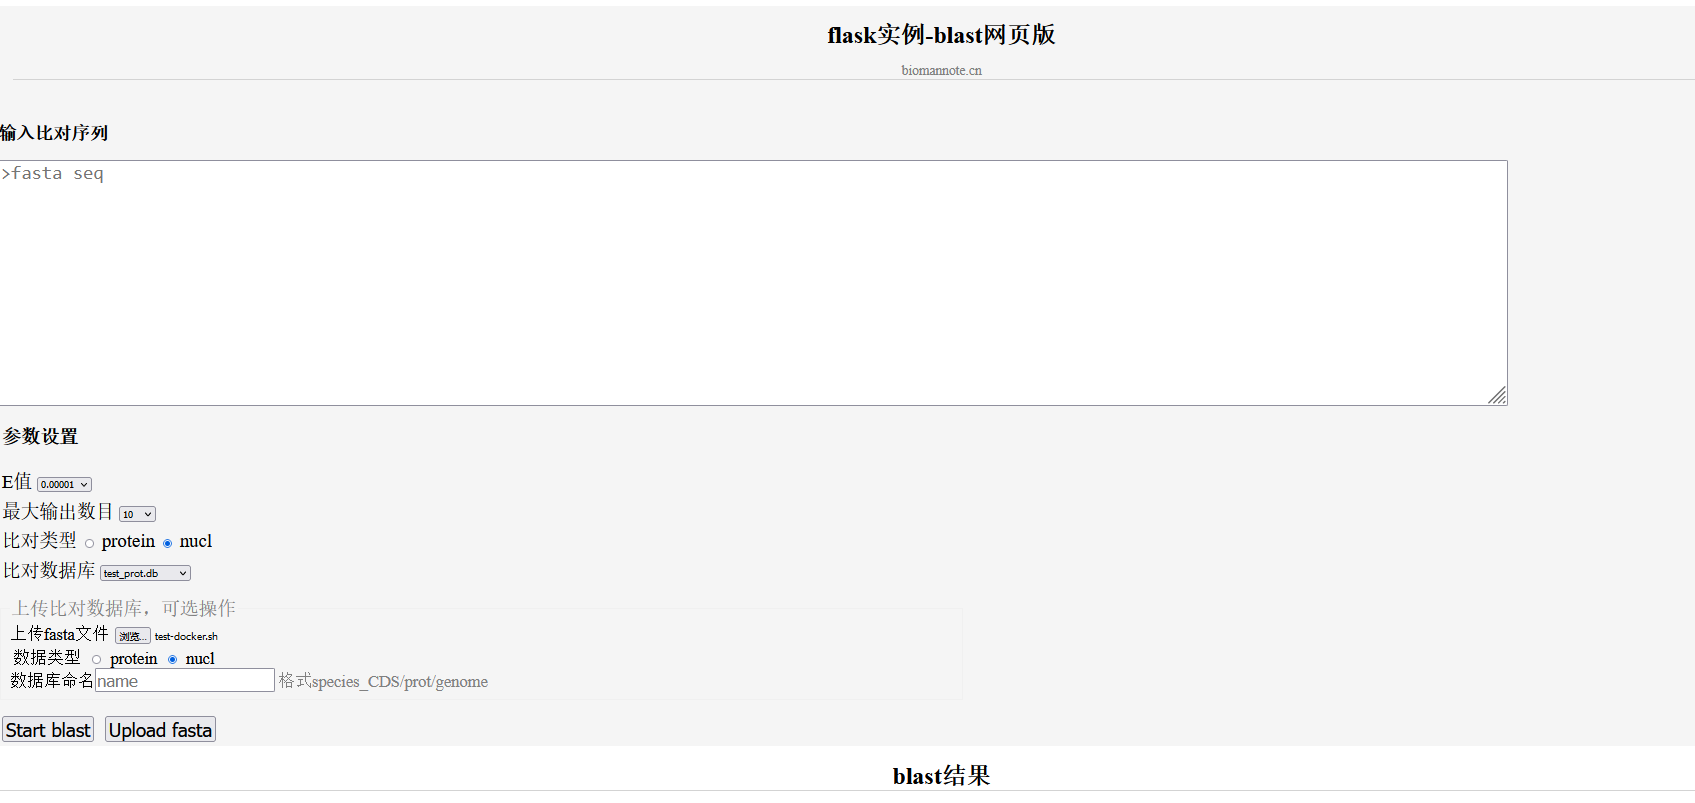 flask实例-blast网页版
biomannote.cn
输入比对序列
>fasta seq
参数设置
E值 0.00001
最大输出数目 10
比对类型 protein nucl
比对数据库 test_prot.db
上传比对数据库，可选操作
上传fasta文件 浏览... test-docker.sh
数据类型 protein nucl
数据库命名 name 格式species_CDS/prot/genome
Start blast Upload fasta
blast结果